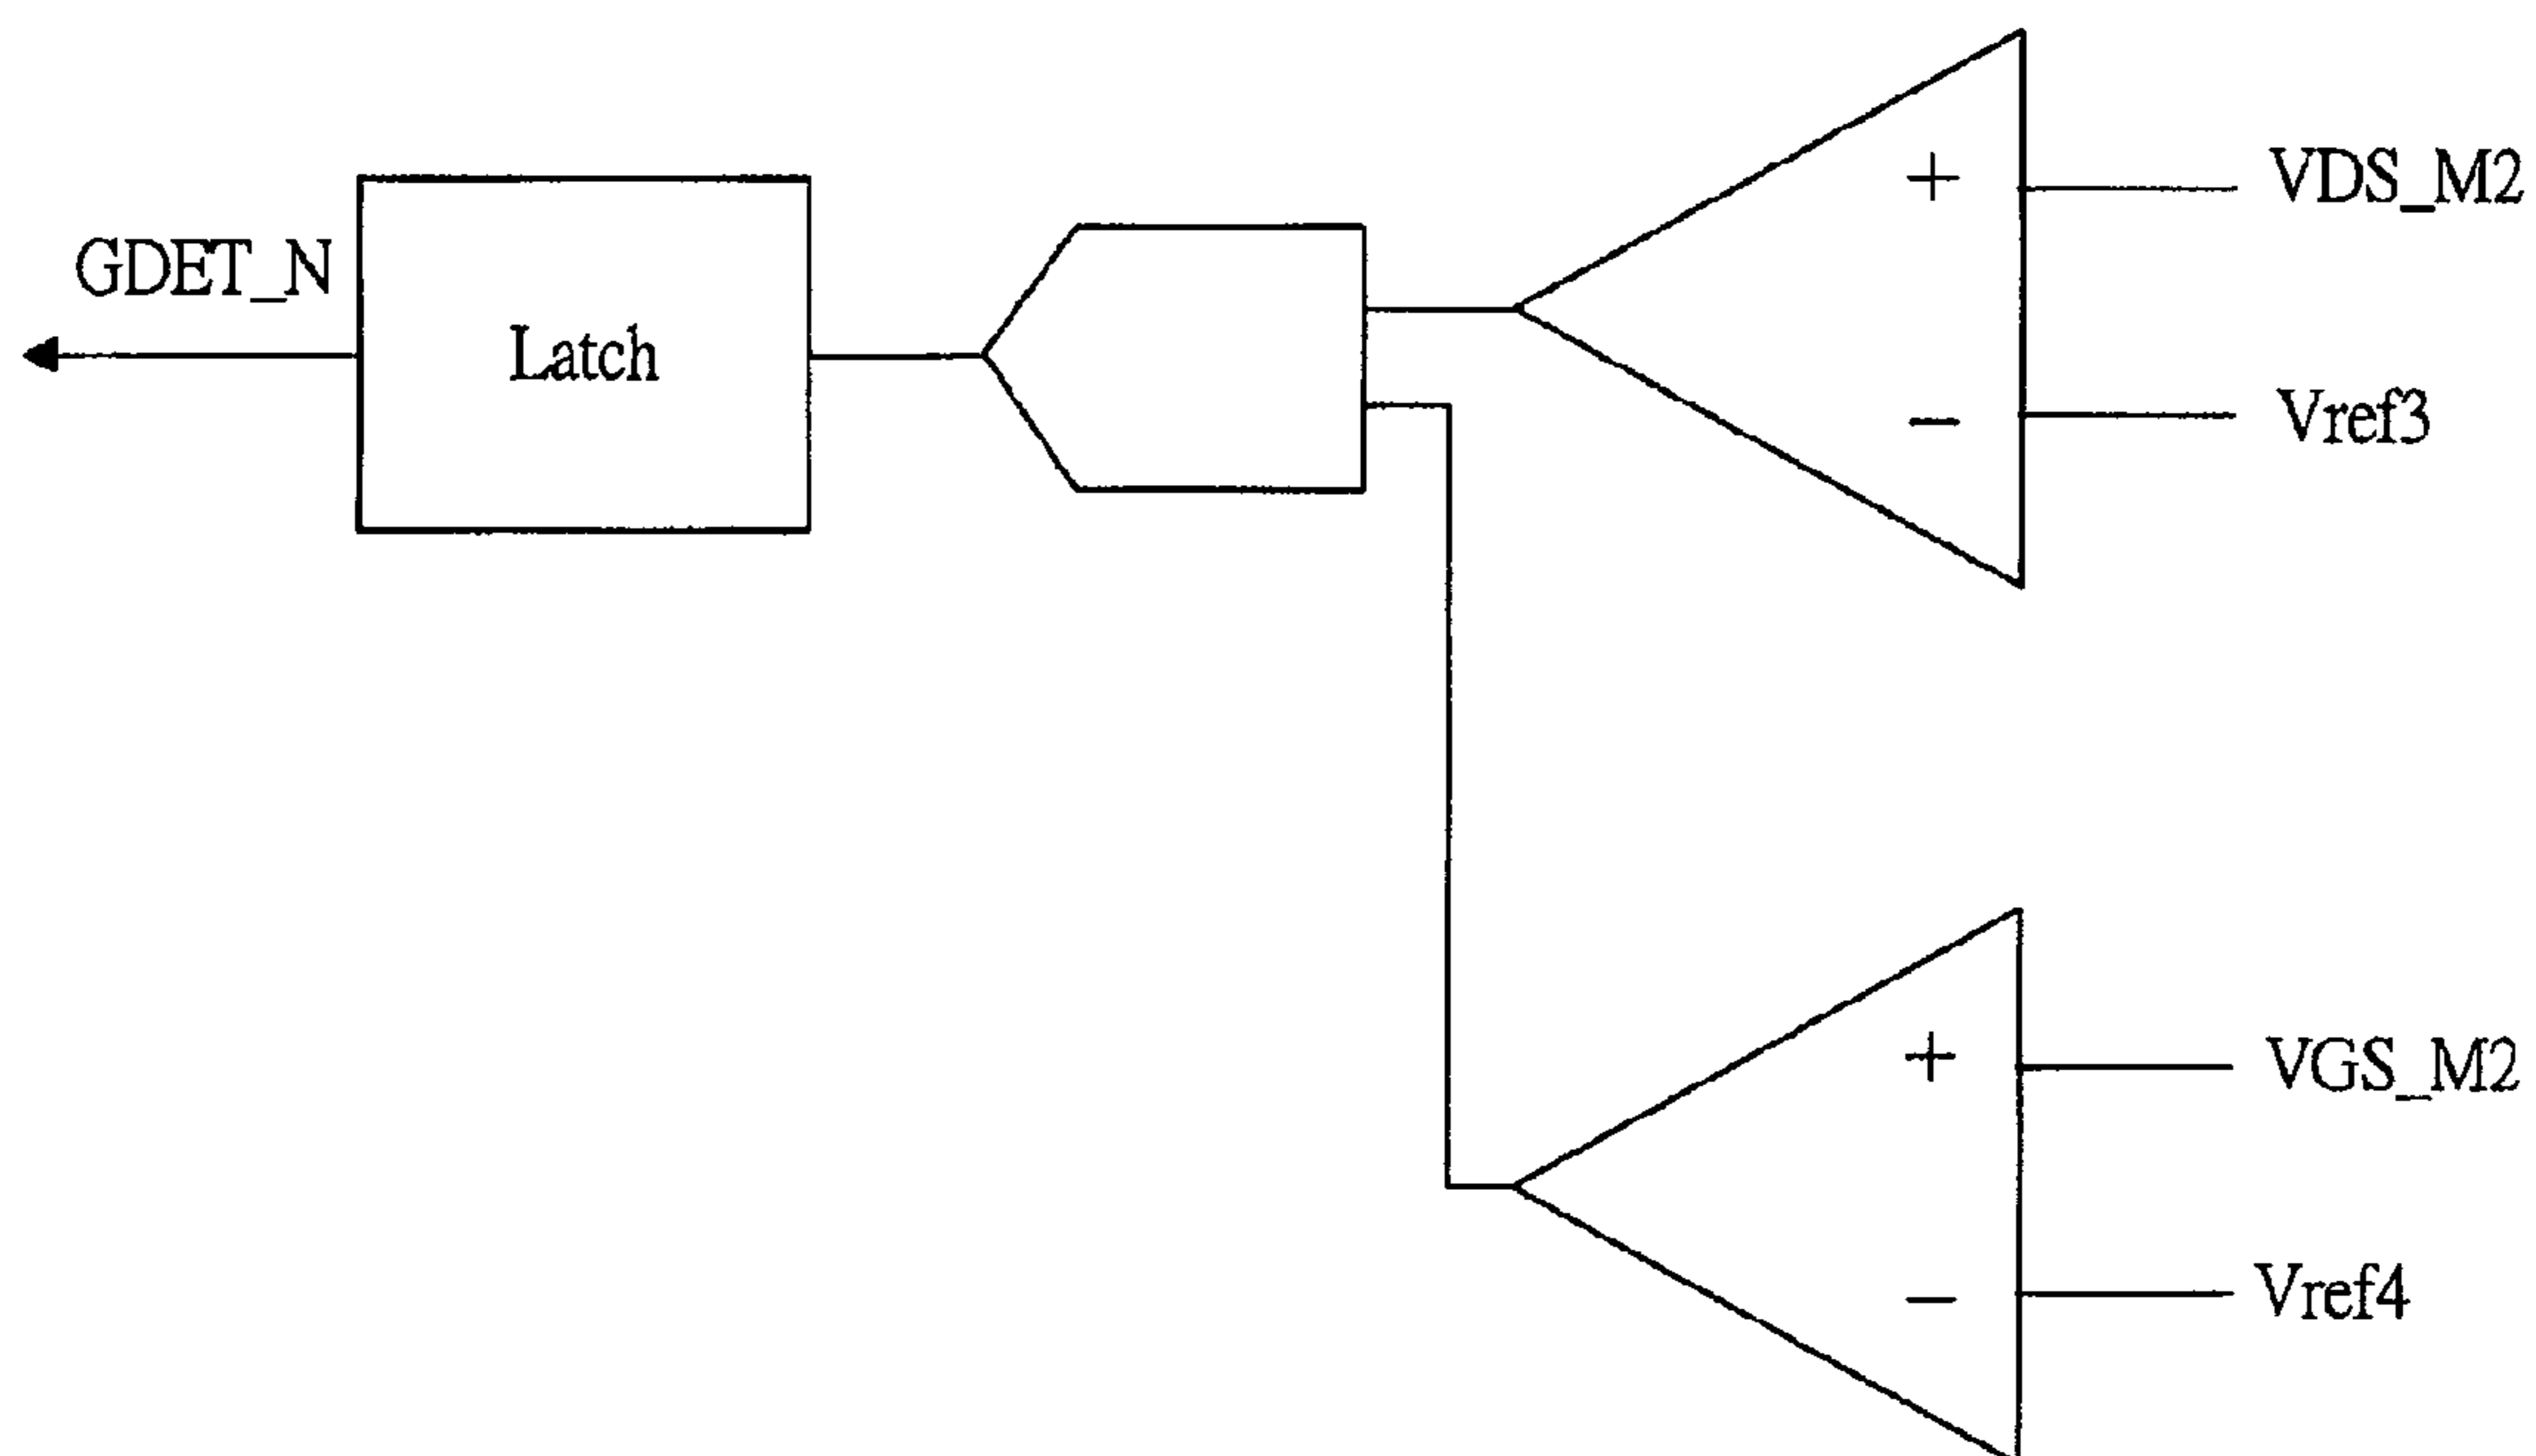 VDS_M2
+
GDET_N
Latch
Vref3
−
+
VGS_M2
−
Vref4